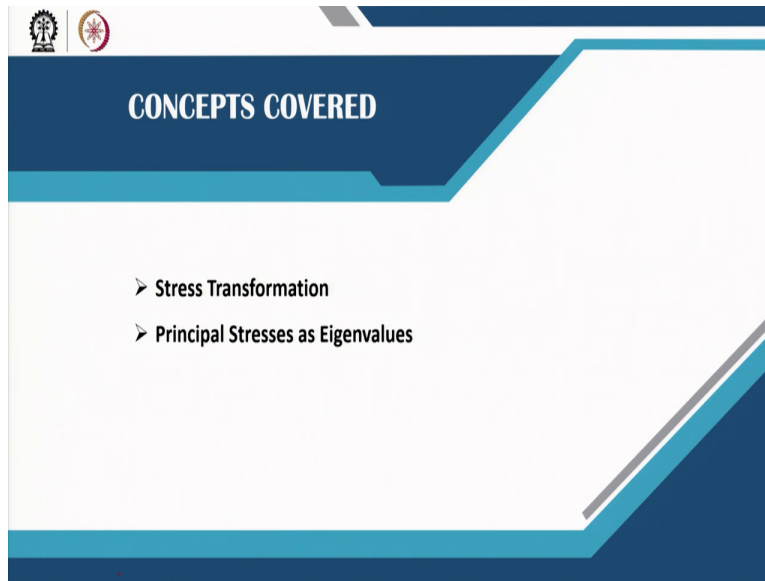 CONCEPTS COVERED
➢ Stress Transformation
➢ Principal Stresses as Eigenvalues